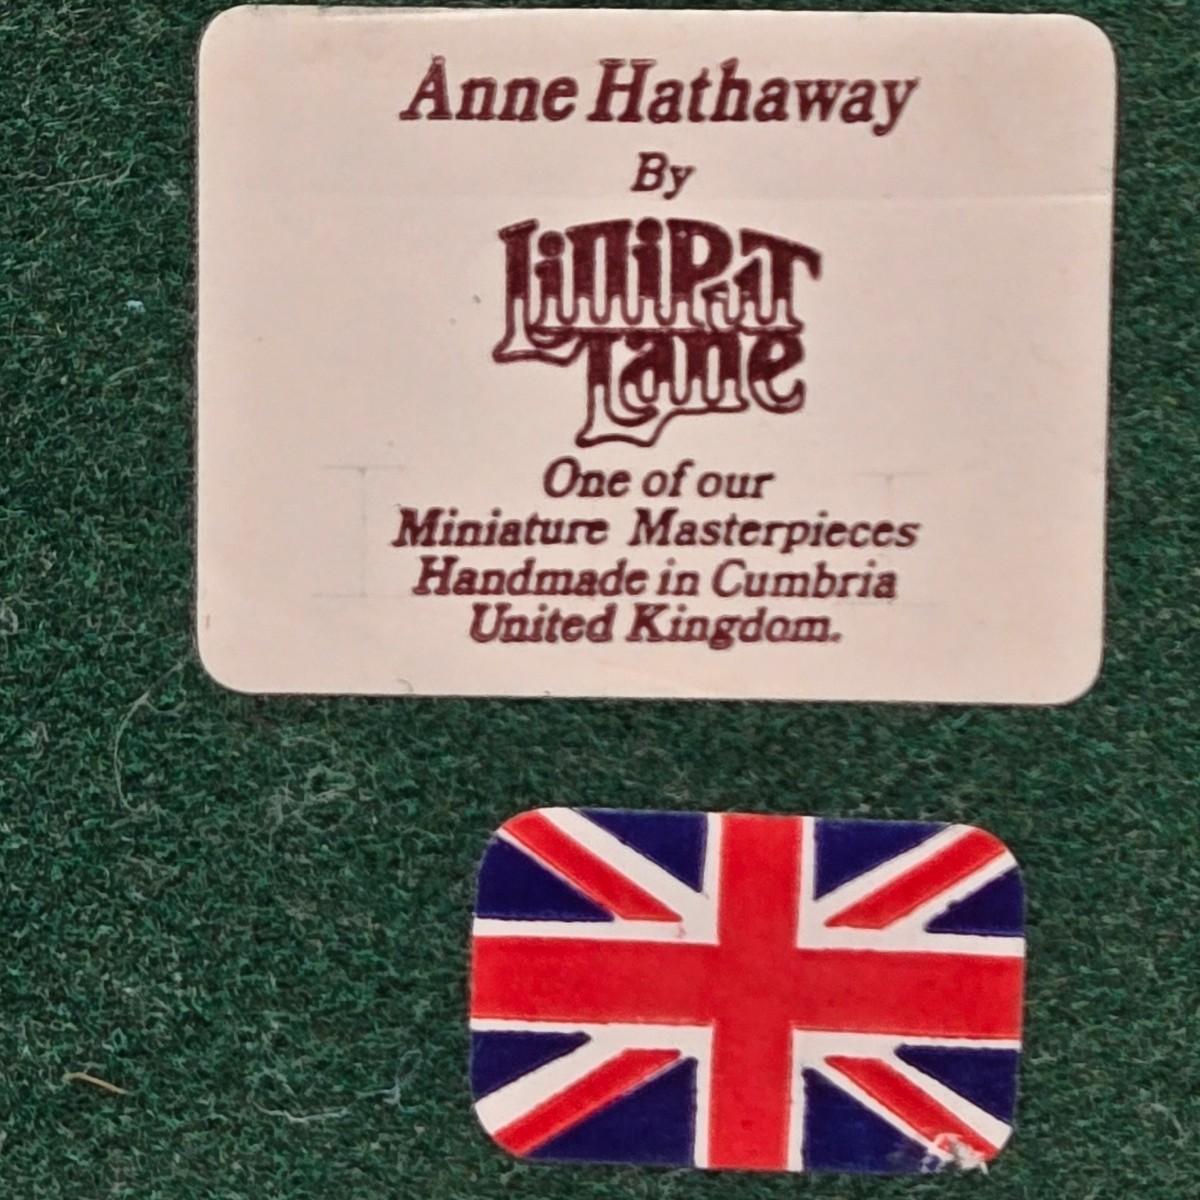 Anne Hathaway
By
Lilliput
Lane
One of our
Miniature Masterpieces
Handmade in Cumbria
United Kingdom.